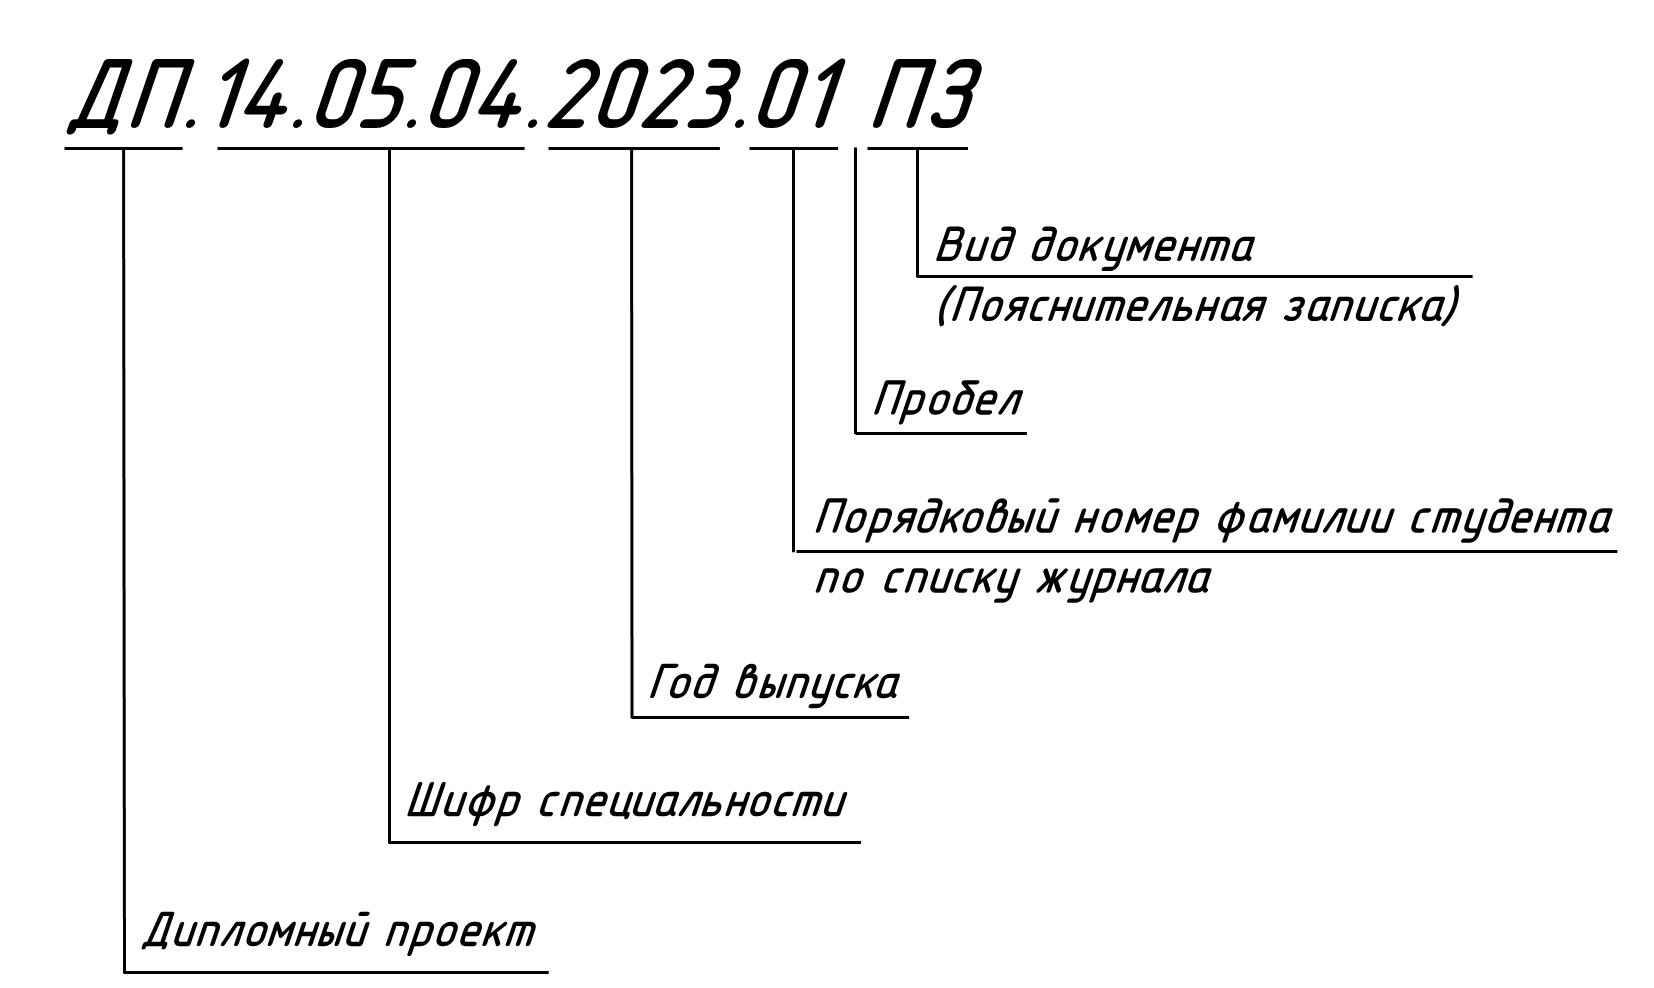 ДП.14.05.04.2023.01 ПЗ
Вид документа
(Пояснительная записка)
Пробел
Порядковый номер фамилии студента
по списку журнала
Год выпуска
Шифр специальности
Дипломный проект